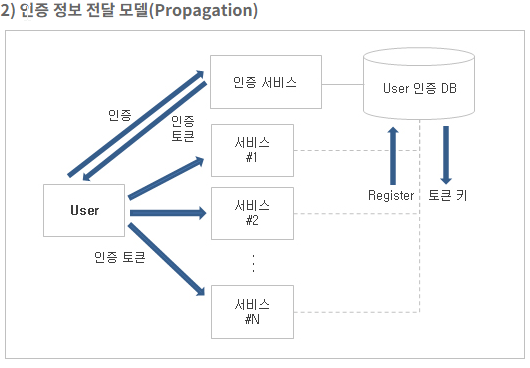 2) 인증 정보 전달 모델(Propagation)
인증 서비스
User 인증 DB
인증
인증
토큰
서비스
#1
User
서비스
#2
Register
토큰 키
인증 토큰
⋮
서비스
#N